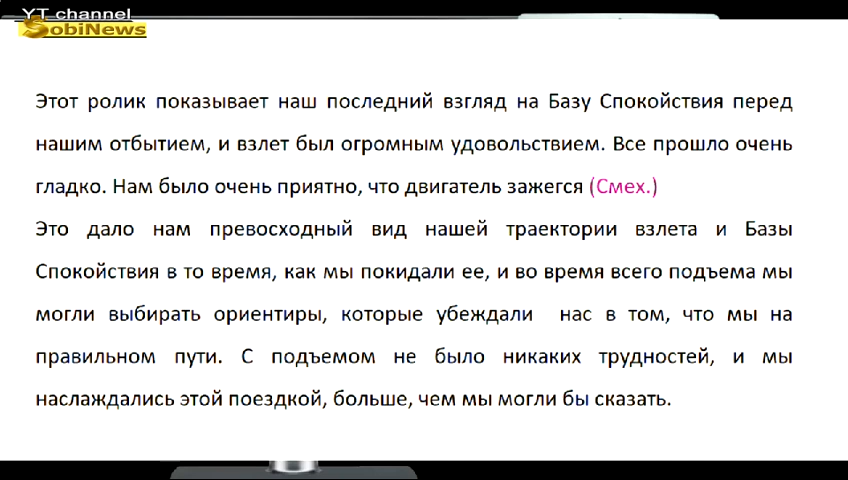 YT channel
SobiNews
Этот ролик показывает наш последний взгляд на Базу Спокойствия перед
нашим отбытием, и взлет был огромным удовольствием. Все прошло очень
гладко. Нам было очень приятно, что двигатель зажегся (Смех.)
Это дало нам превосходный вид нашей траектории взлета и Базы
Спокойствия в то время, как мы покидали ее, и во время всего подъема мы
могли выбирать ориентиры, которые убеждали нас в том, что мы на
правильном пути. С подъемом не было никаких трудностей, и мы
наслаждались этой поездкой, больше, чем мы могли бы сказать.